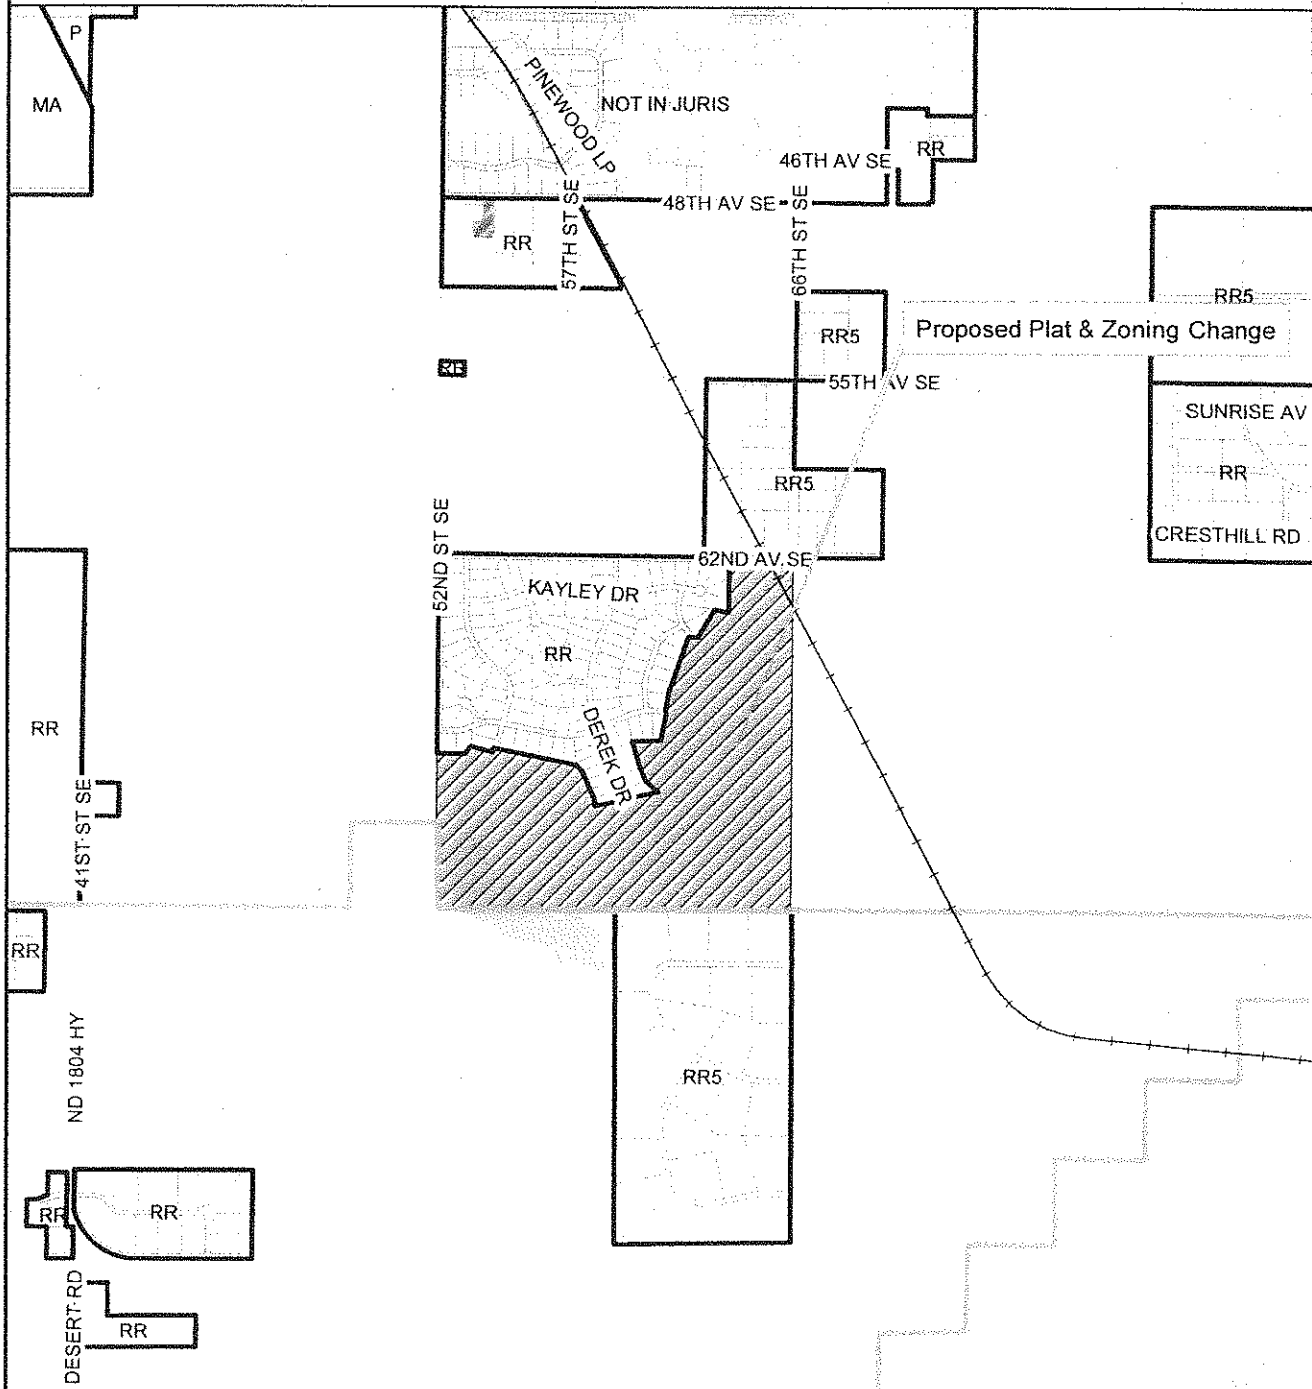 P
MA
PINEWOOD LP
NOT IN JURIS
46TH AV SE
RR
48TH AV SE
57TH ST SE
66TH ST SE
RR
RR5
Proposed Plat & Zoning Change
RR5
55TH AV SE
SUNRISE AV
RR
RR5
CRESTHILL RD
52ND ST SE
62ND AV SE
KAYLEY DR
RR
DEREK DR
RR
41ST ST SE
RR
ND 1804 HY
RR5
RR
RR
DESERT RD
RR